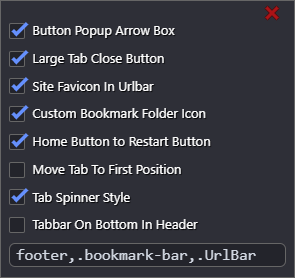 Button Popup Arrow Box
Large Tab Close Button
Site Favicon In Urlbar
Custom Bookmark Folder Icon
Home Button to Restart Button
Move Tab To First Position
Tab Spinner Style
Tabbar On Bottom In Header
footer,.bookmark-bar,.UrlBar